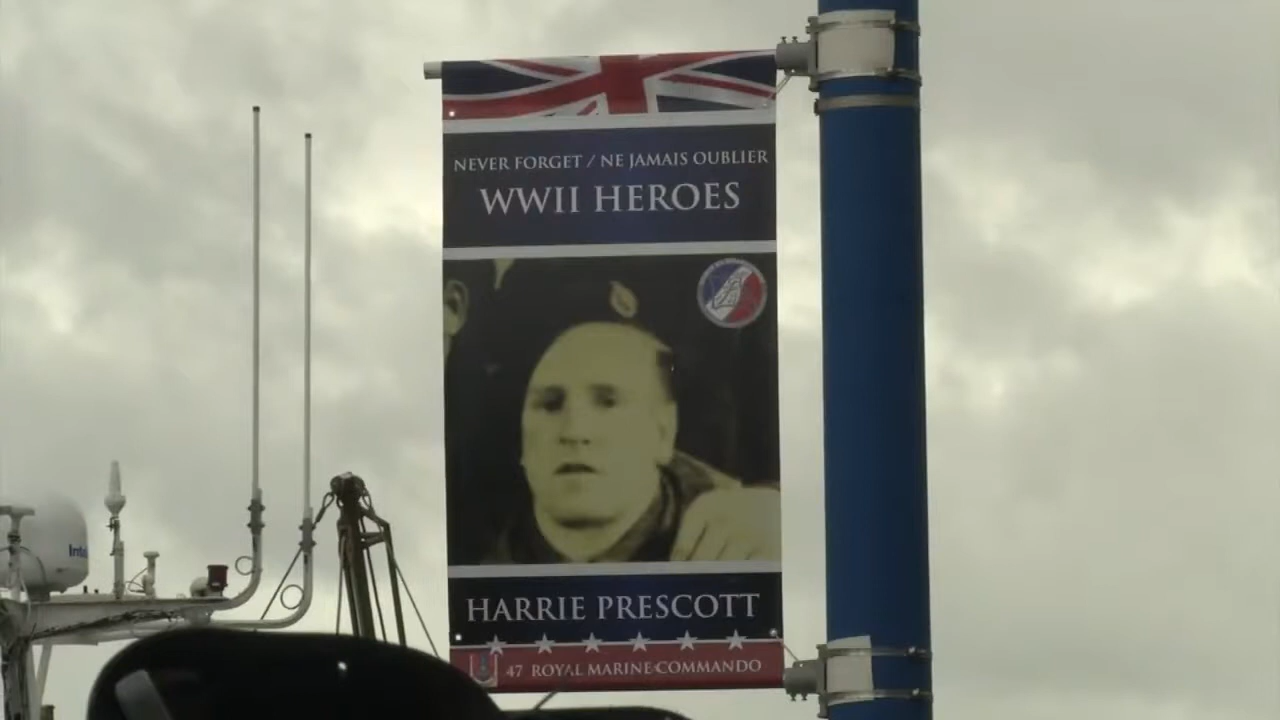 NEVER FORGET / NE JAMAIS OUBLIER
WWII HEROES
HARRIE PRESCOTT
47 ROYAL MARINE COMMANDO